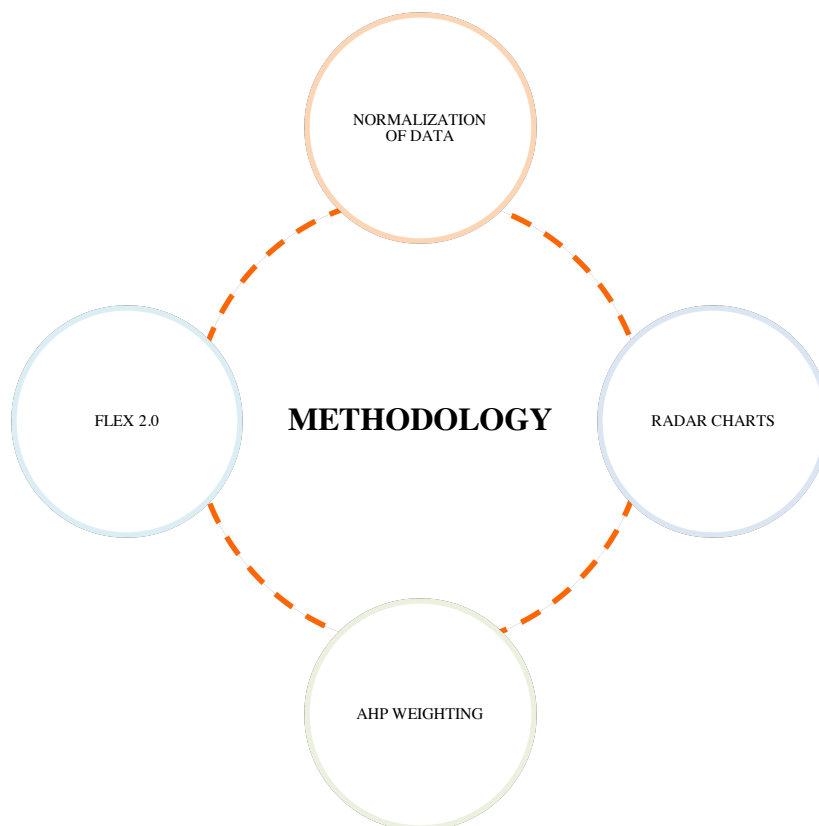 NORMALIZATION
OF DATA
FLEX 2.0
METHODOLOGY
RADAR CHARTS
AHP WEIGHTING